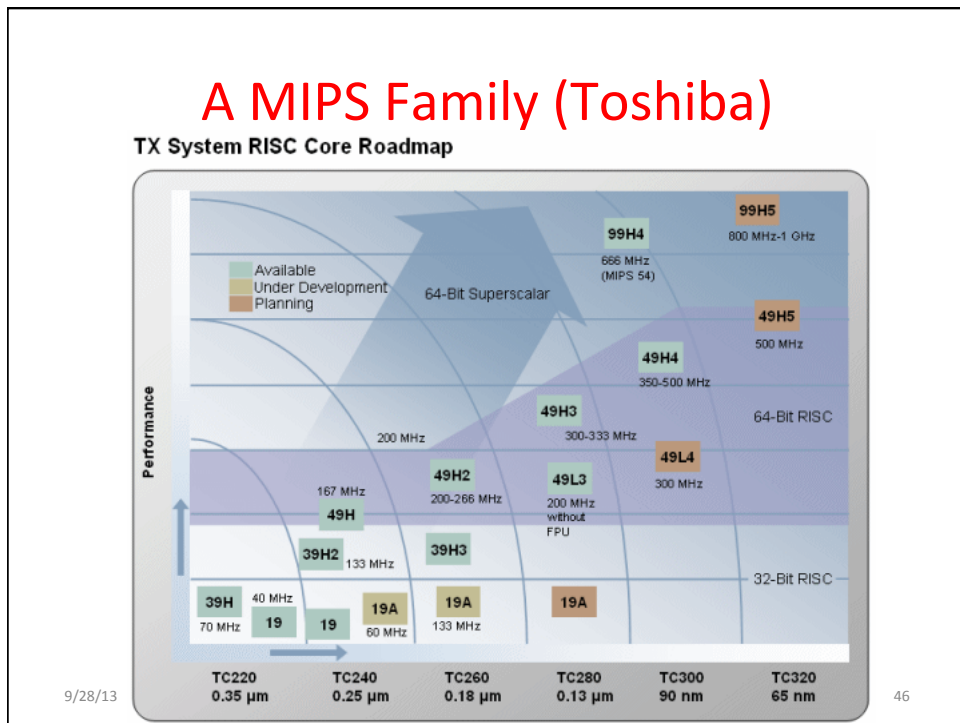 A MIPS Family (Toshiba)
TX System RISC Core Roadmap
99H5
800 MHz-1 GHz
99H4
666 MHz
(MIPS 54)
Available
Under Development
Planning
64-Bit Superscalar
49H5
500 MHz
49H4
350-500 MHz
Performance
49H3
300-333 MHz
64-Bit RISC
200 MHz
49L4
300 MHz
49H2
200-266 MHz
49L3
200 MHz
without
FPU
167 MHz
49H
39H2
133 MHz
39H3
32-Bit RISC
39H
70 MHz
40 MHz
19
19
19A
60 MHz
19A
133 MHz
19A
TC220
0.35 µm
TC240
0.25 µm
TC260
0.18 µm
TC280
0.13 µm
TC300
90 nm
TC320
65 nm
9/28/13
46